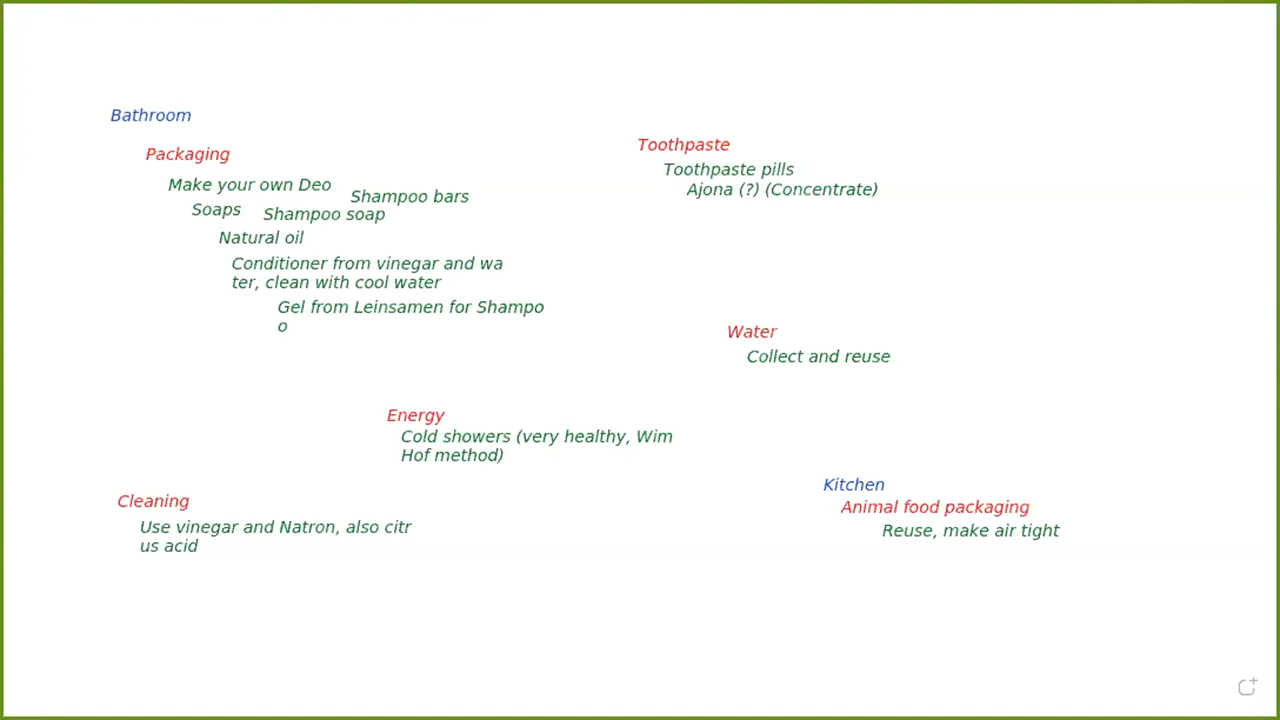 Bathroom
Packaging
Make your own Deo
Shampoo bars
Soaps
Shampoo soap
Natural oil
Conditioner from vinegar and wa
ter, clean with cool water
Gel from Leinsamen for Shampo
o
Toothpaste
Toothpaste pills
Ajona (?) (Concentrate)
Water
Collect and reuse
Energy
Cold showers (very healthy, Wim
Hof method)
Cleaning
Use vinegar and Natron, also citr
us acid
Kitchen
Animal food packaging
Reuse, make air tight